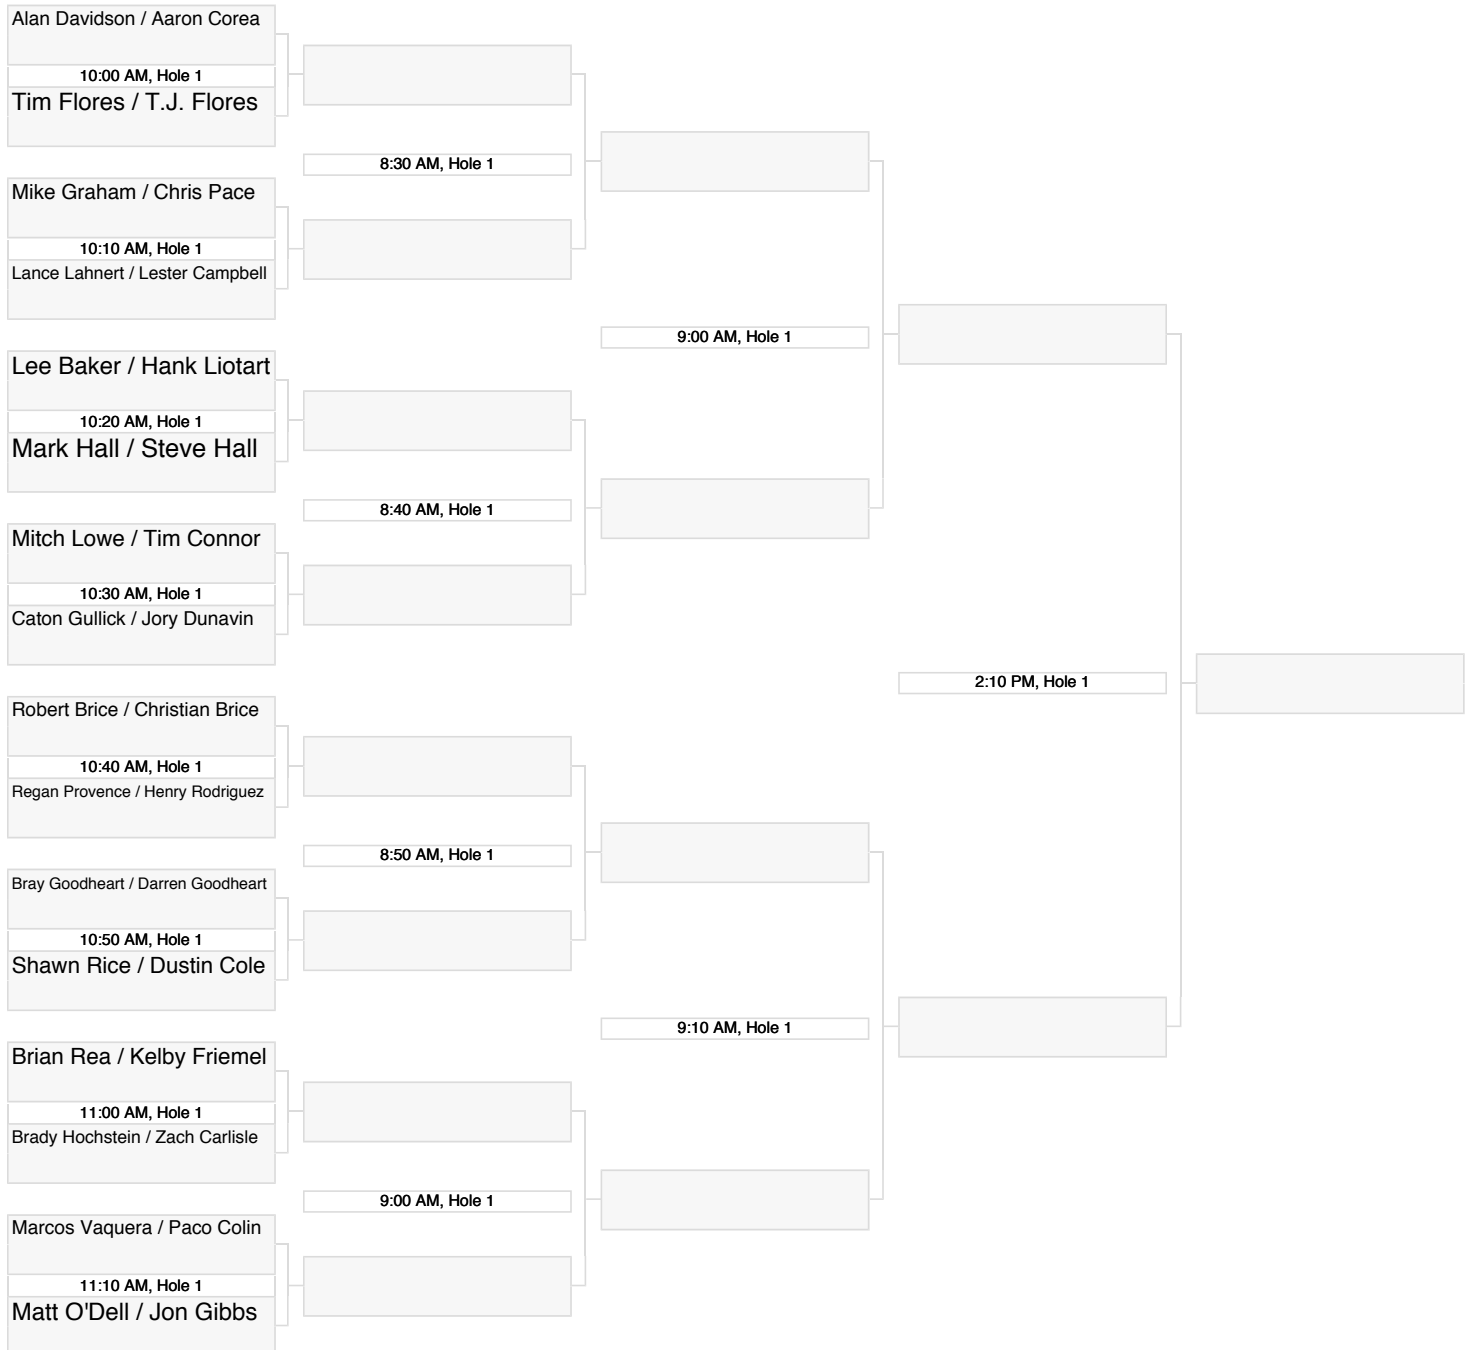 Alan Davidson / Aaron Corea
10:00 AM, Hole 1
Tim Flores / T.J. Flores
8:30 AM, Hole 1
Mike Graham / Chris Pace
10:10 AM, Hole 1
Lance Lahnert / Lester Campbell
9:00 AM, Hole 1
Lee Baker / Hank Liotart
10:20 AM, Hole 1
Mark Hall / Steve Hall
8:40 AM, Hole 1
Mitch Lowe / Tim Connor
10:30 AM, Hole 1
Caton Gullick / Jory Dunavin
2:10 PM, Hole 1
Robert Brice / Christian Brice
10:40 AM, Hole 1
Regan Provence / Henry Rodriguez
8:50 AM, Hole 1
Bray Goodheart / Darren Goodheart
10:50 AM, Hole 1
Shawn Rice / Dustin Cole
9:10 AM, Hole 1
Brian Rea / Kelby Friemel
11:00 AM, Hole 1
Brady Hochstein / Zach Carlisle
9:00 AM, Hole 1
Marcos Vaquera / Paco Colin
11:10 AM, Hole 1
Matt O'Dell / Jon Gibbs